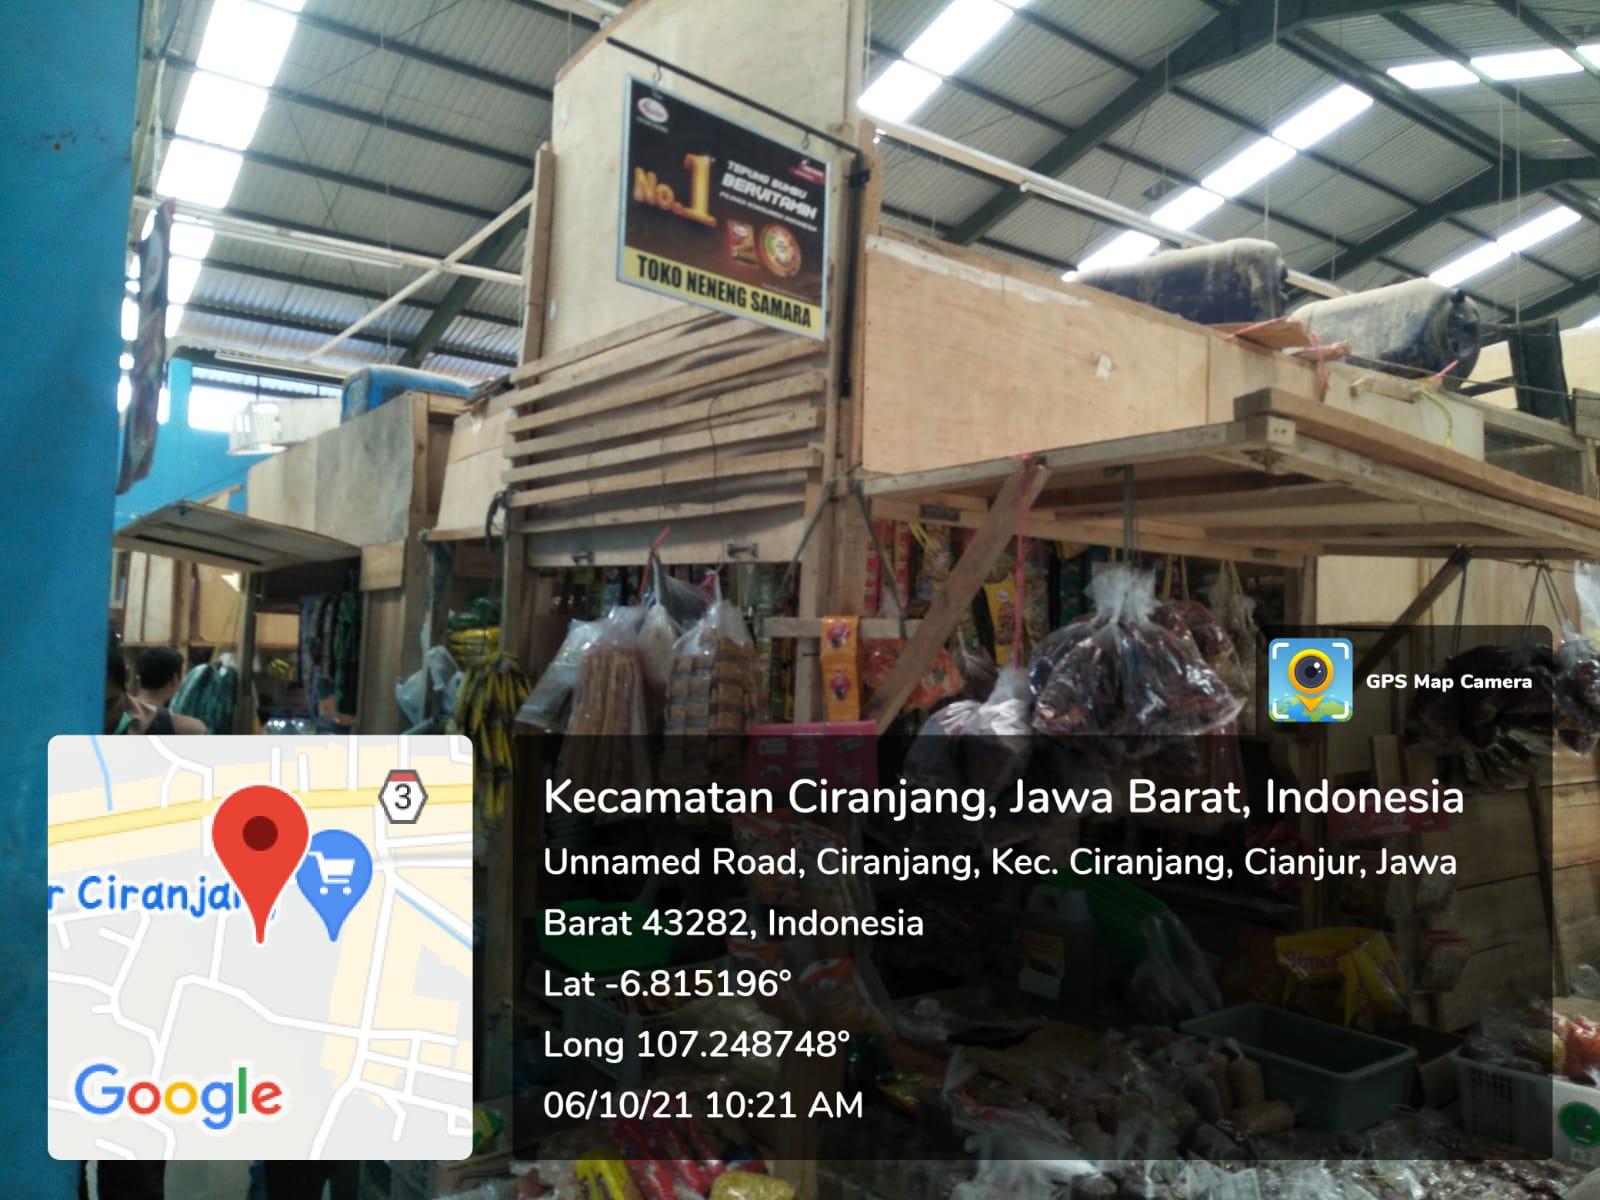 No.1
TEPUNG BUMBU
BERVITAMIN
TOKO NENENG SAMARA
GPS Map Camera
3
r Ciranja
Google
Kecamatan Ciranjang, Jawa Barat, Indonesia
Unnamed Road, Ciranjang, Kec. Ciranjang, Cianjur, Jawa
Barat 43282, Indonesia
Lat -6.815196°
Long 107.248748°
06/10/21 10:21 AM